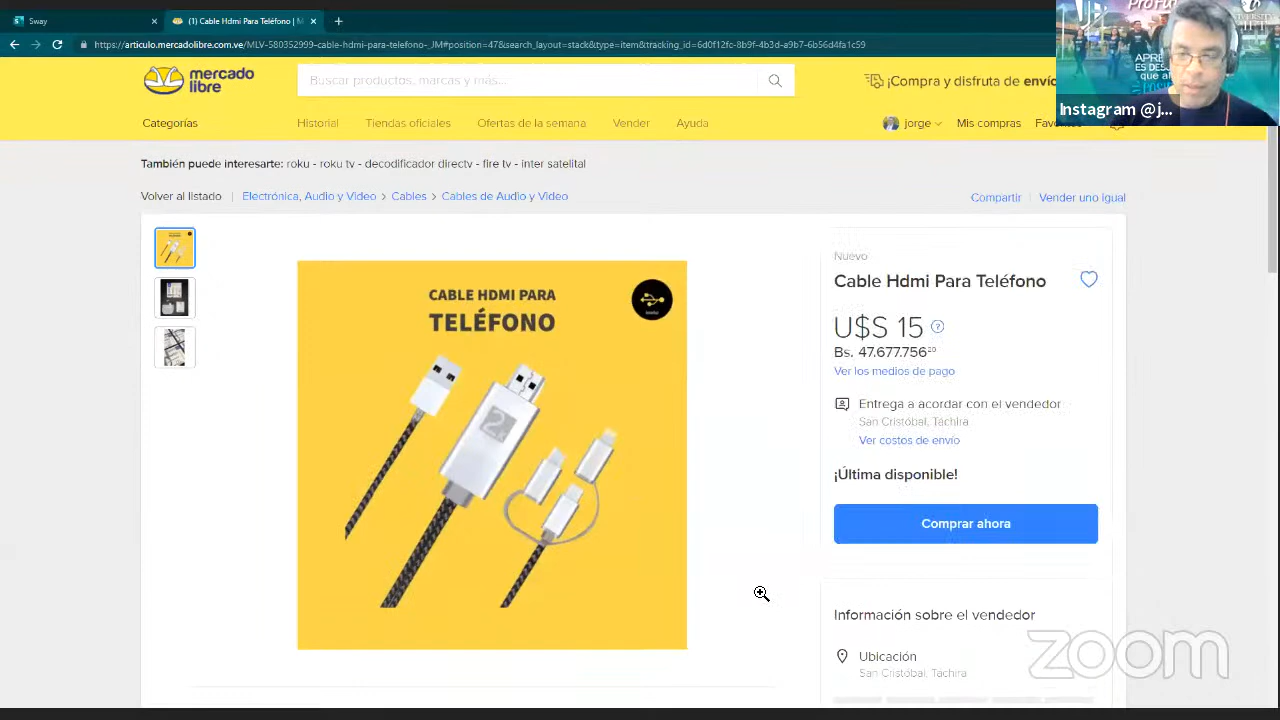 Sway
(1) Cable Hdmi Para Teléfono | M
https://articulo.mercadolibre.com.ve/MLV-580352999-cable-hdmi-para-telefono-_JM#position=47&search_layout=stack&type=item&tracking_id=6d0f12fc-8b9f-4b3d-a9b7-6b56d4fa1c59
mercado
libre
Buscar productos, marcas y más...
¡Compra y disfruta de envío
Categorías
Historial
Tiendas oficiales
Ofertas de la semana
Vender
Ayuda
jorge
Mis compras
Instagram @j...
También puede interesarte: roku - roku tv - decodificador directv - fire tv - inter satelital
Volver al listado | Electrónica, Audio y Video > Cables > Cables de Audio y Video
Compartir | Vender uno igual
CABLE HDMI PARA
TELÉFONO
Nuevo
Cable Hdmi Para Teléfono
U$S 15
Bs. 47.677.756²⁰
Ver los medios de pago
Entrega a acordar con el vendedor
San Cristóbal, Táchira
Ver costos de envío
¡Última disponible!
Comprar ahora
Información sobre el vendedor
Ubicación
San Cristóbal, Táchira
zoom